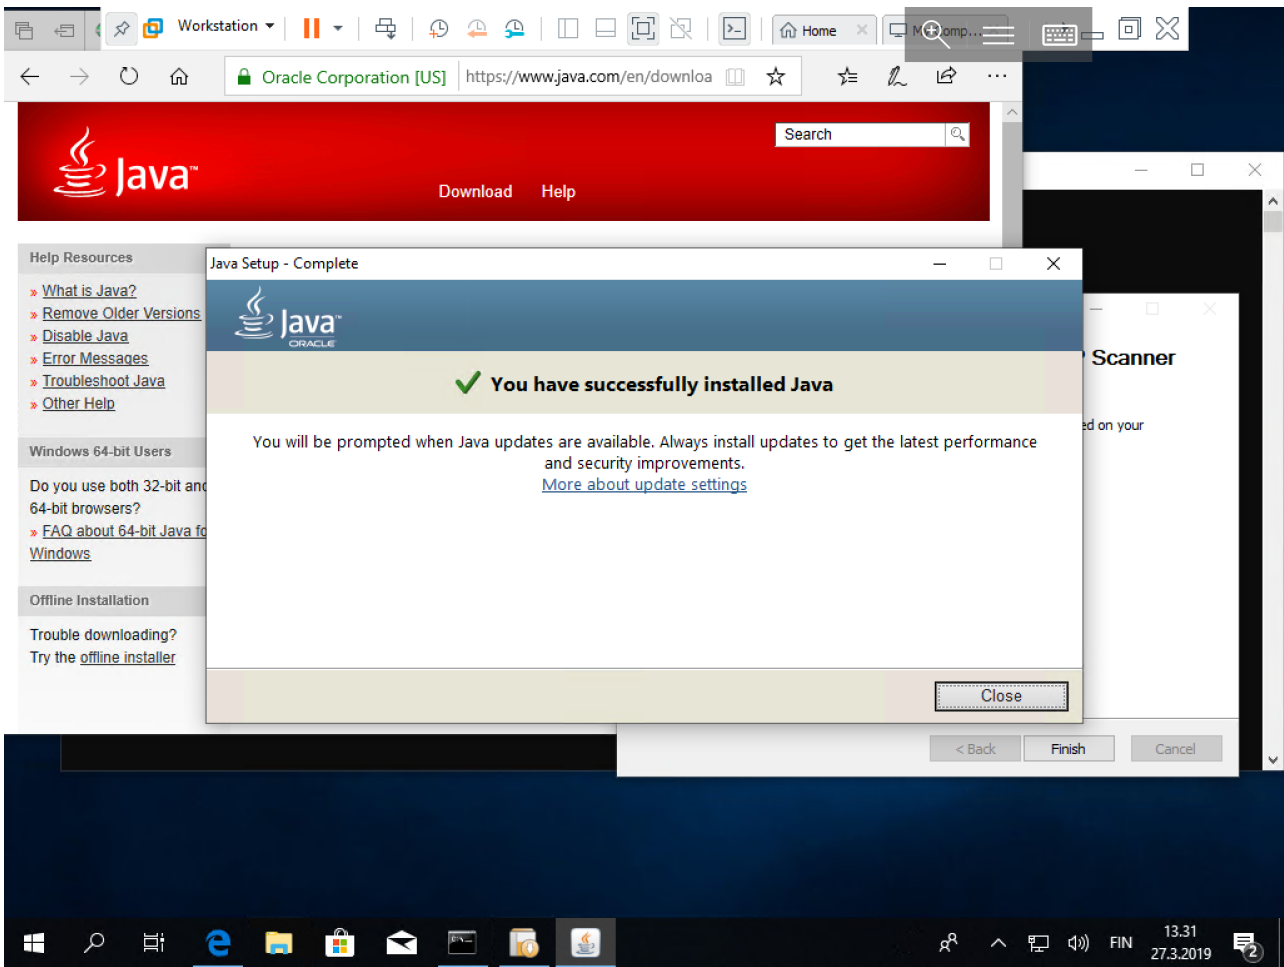 Workstation
Home
My Comp...
Oracle Corporation [US]
https://www.java.com/en/downloa
Java™
Search
Download Help
Help Resources
» What is Java?
» Remove Older Versions
» Disable Java
» Error Messages
» Troubleshoot Java
» Other Help
Windows 64-bit Users
Do you use both 32-bit and
64-bit browsers?
» FAQ about 64-bit Java fo
Windows
Offline Installation
Trouble downloading?
Try the offline installer
Java Setup - Complete
Java™
ORACLE
You have successfully installed Java
You will be prompted when Java updates are available. Always install updates to get the latest performance
and security improvements.
More about update settings
Close
Scanner
ed on your
< Back
Finish
Cancel
FIN
13.31
27.3.2019
2